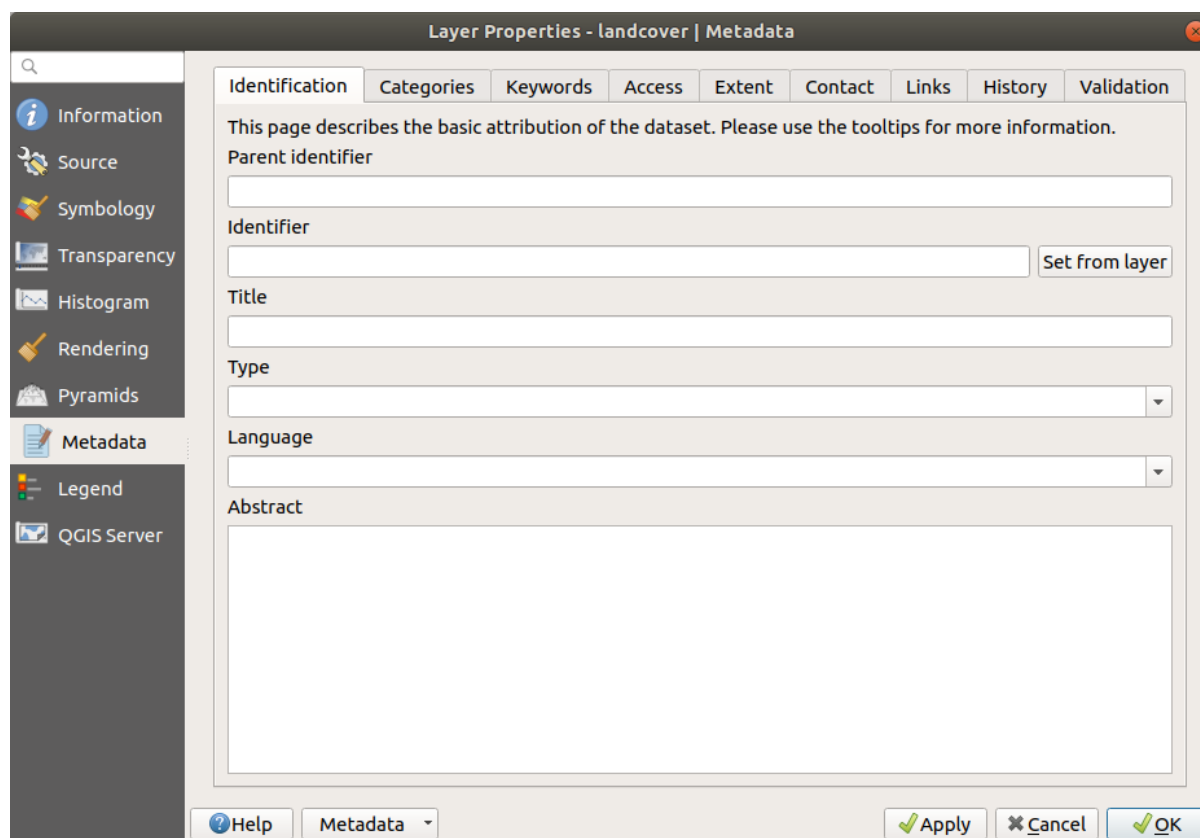 Layer Properties - landcover | Metadata
Information
Source
Symbology
Transparency
Histogram
Rendering
Pyramids
Metadata
Legend
QGIS Server
Identification Categories Keywords Access Extent Contact Links History Validation
This page describes the basic attribution of the dataset. Please use the tooltips for more information.
Parent identifier
Identifier
Set from layer
Title
Type
Language
Abstract
Help Metadata Apply Cancel OK